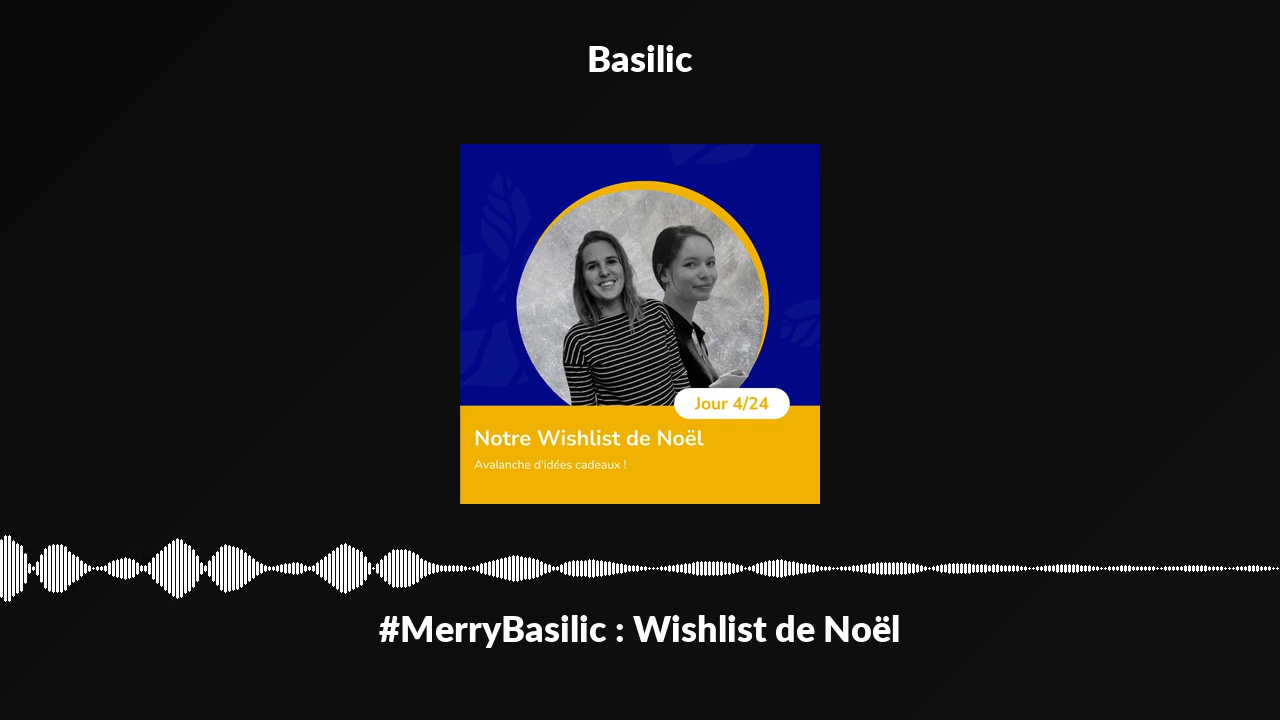 Basilic
Jour 4/24
Notre Wishlist de Noël
Avalanche d'idées cadeaux !
#MerryBasilic : Wishlist de Noël